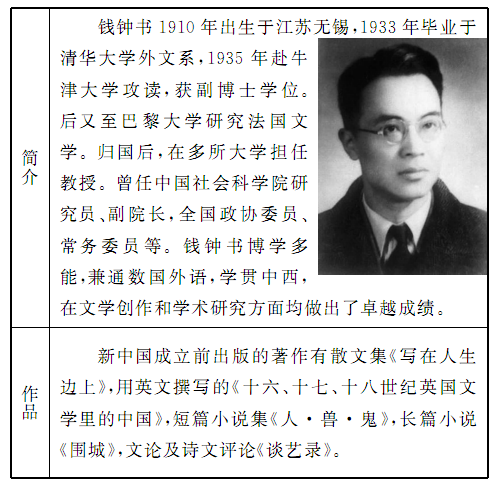 简介
钱钟书1910年出生于江苏无锡,1933年毕业于
清华大学外文系,1935年赴牛
津大学攻读,获副博士学位。
后又至巴黎大学研究法国文
学。归国后,在多所大学担任
教授。曾任中国社会科学院研
究员、副院长,全国政协委员、
常务委员等。钱钟书博学多
能,兼通数国外语,学贯中西,
在文学创作和学术研究方面均做出了卓越成绩。
作品
新中国成立前出版的著作有散文集《写在人生
边上》,用英文撰写的《十六、十七、十八世纪英国文
学里的中国》,短篇小说集《人·兽·鬼》,长篇小说
《围城》,文论及诗文评论《谈艺录》。